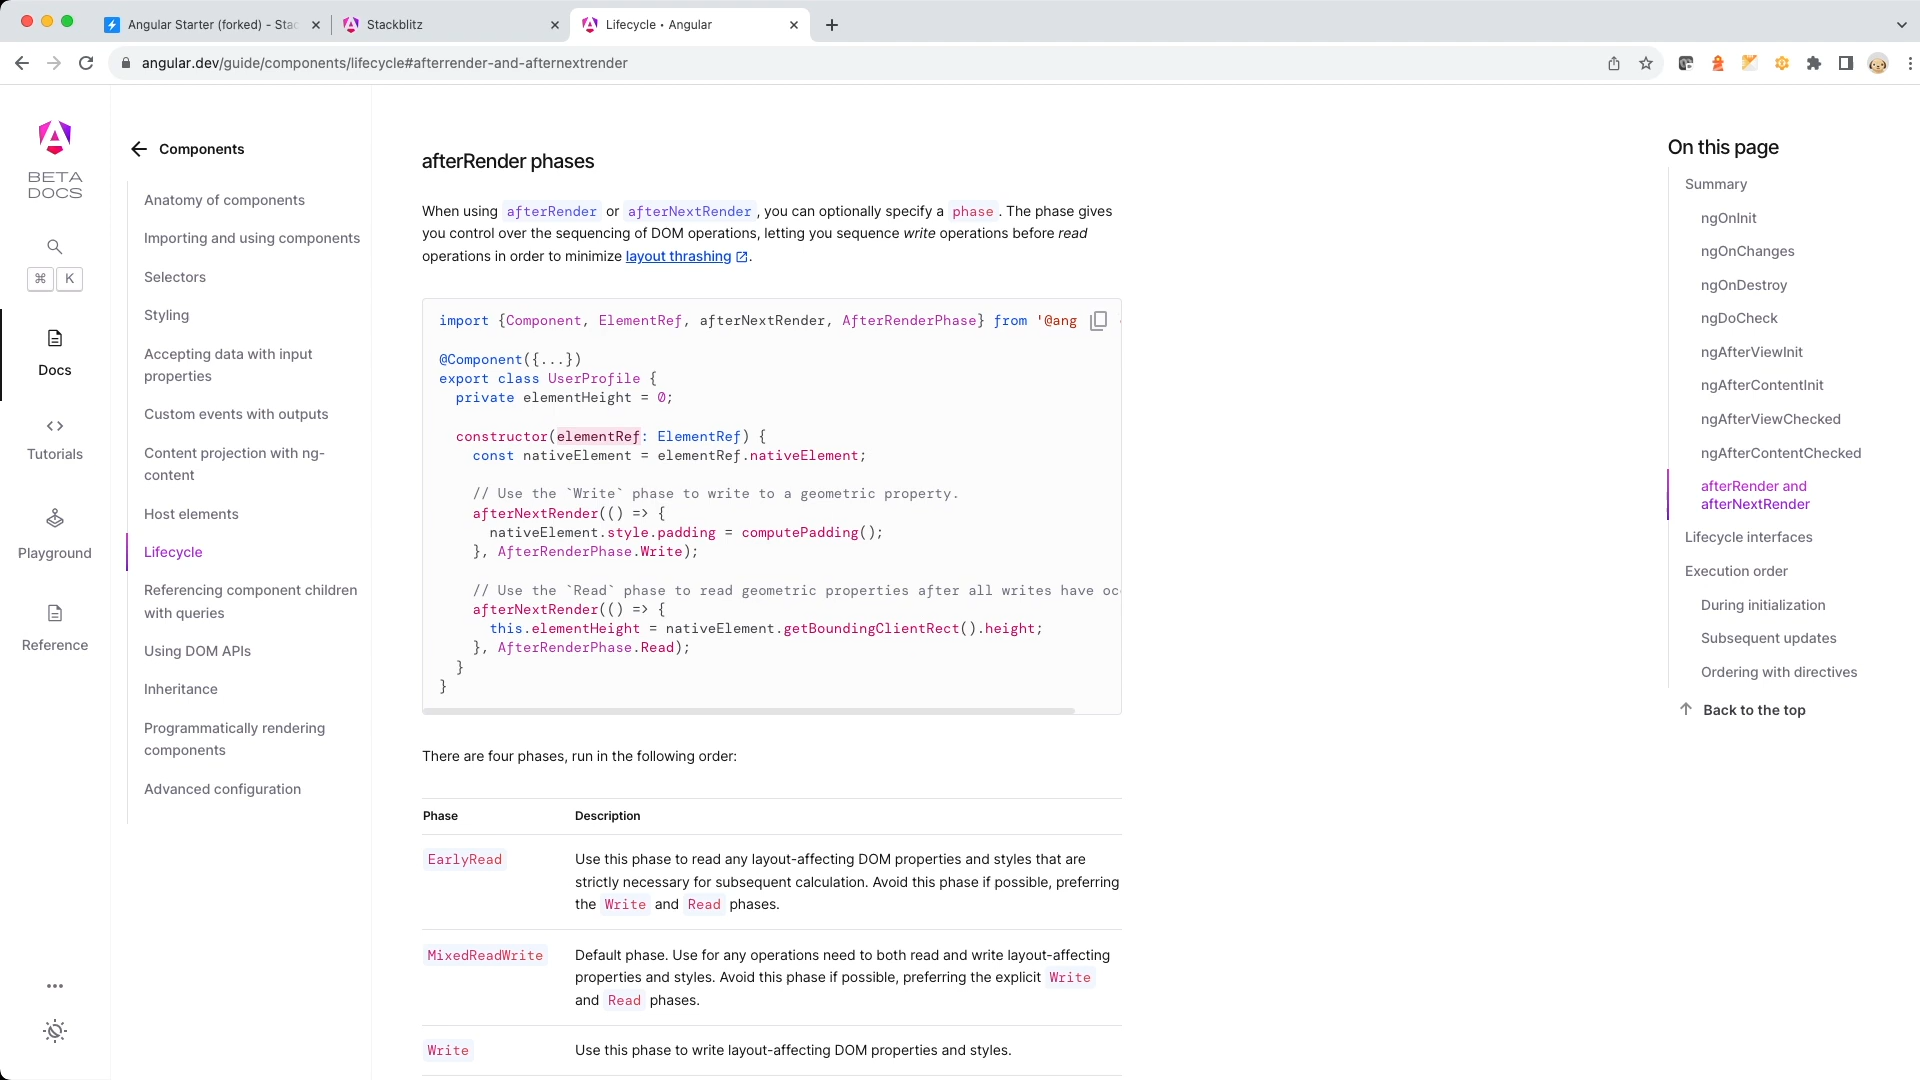 Angular Starter (forked) - Stac
Stackblitz
Lifecycle • Angular
angular.dev/guide/components/lifecycle#afterrender-and-afternextrender
BETA
DOCS
⌘ K
Docs
Tutorials
Playground
Reference
Components
Anatomy of components
Importing and using components
Selectors
Styling
Accepting data with input
properties
Custom events with outputs
Content projection with ng-
content
Host elements
Lifecycle
Referencing component children
with queries
Using DOM APIs
Inheritance
Programmatically rendering
components
Advanced configuration
afterRender phases
When using afterRender or afterNextRender, you can optionally specify a phase. The phase gives
you control over the sequencing of DOM operations, letting you sequence write operations before read
operations in order to minimize layout thrashing.
import {Component, ElementRef, afterNextRender, AfterRenderPhase} from '@ang
@Component({...})
export class UserProfile {
private elementHeight = 0;
constructor(elementRef: ElementRef) {
const nativeElement = elementRef.nativeElement;
// Use the `Write` phase to write to a geometric property.
afterNextRender(() => {
nativeElement.style.padding = computePadding();
}, AfterRenderPhase.Write);
// Use the `Read` phase to read geometric properties after all writes have occ
afterNextRender(() => {
this.elementHeight = nativeElement.getBoundingClientRect().height;
}, AfterRenderPhase.Read);
}
}
There are four phases, run in the following order:
Phase Description
EarlyRead Use this phase to read any layout-affecting DOM properties and styles that are
strictly necessary for subsequent calculation. Avoid this phase if possible, preferring
the Write and Read phases.
MixedReadWrite Default phase. Use for any operations need to both read and write layout-affecting
properties and styles. Avoid this phase if possible, preferring the explicit Write
and Read phases.
Write Use this phase to write layout-affecting DOM properties and styles.
On this page
Summary
ngOnInit
ngOnChanges
ngOnDestroy
ngDoCheck
ngAfterViewInit
ngAfterContentInit
ngAfterViewChecked
ngAfterContentChecked
afterRender and
afterNextRender
Lifecycle interfaces
Execution order
During initialization
Subsequent updates
Ordering with directives
Back to the top